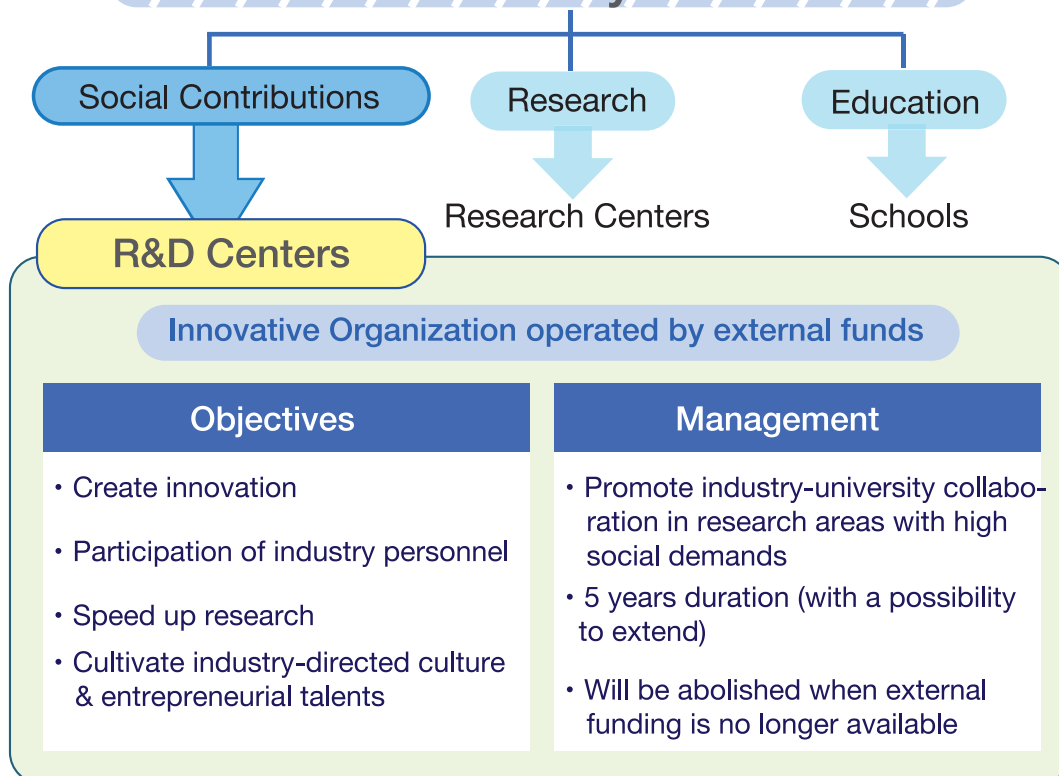 Social Contributions
Research
Education
Research Centers
Schools
R&D Centers
Innovative Organization operated by external funds
Objectives
・Create innovation
・Participation of industry personnel
・Speed up research
・Cultivate industry-directed culture
& entrepreneurial talents
Management
・Promote industry-university collabo-
ration in research areas with high
social demands
・5 years duration (with a possibility
to extend)
・Will be abolished when external
funding is no longer available